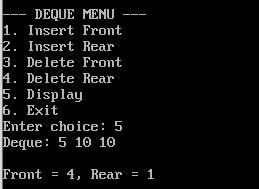 --- DEQUE MENU ---
1. Insert Front
2. Insert Rear
3. Delete Front
4. Delete Rear
5. Display
6. Exit
Enter choice: 5
Deque: 5 10 10
Front = 4, Rear = 1